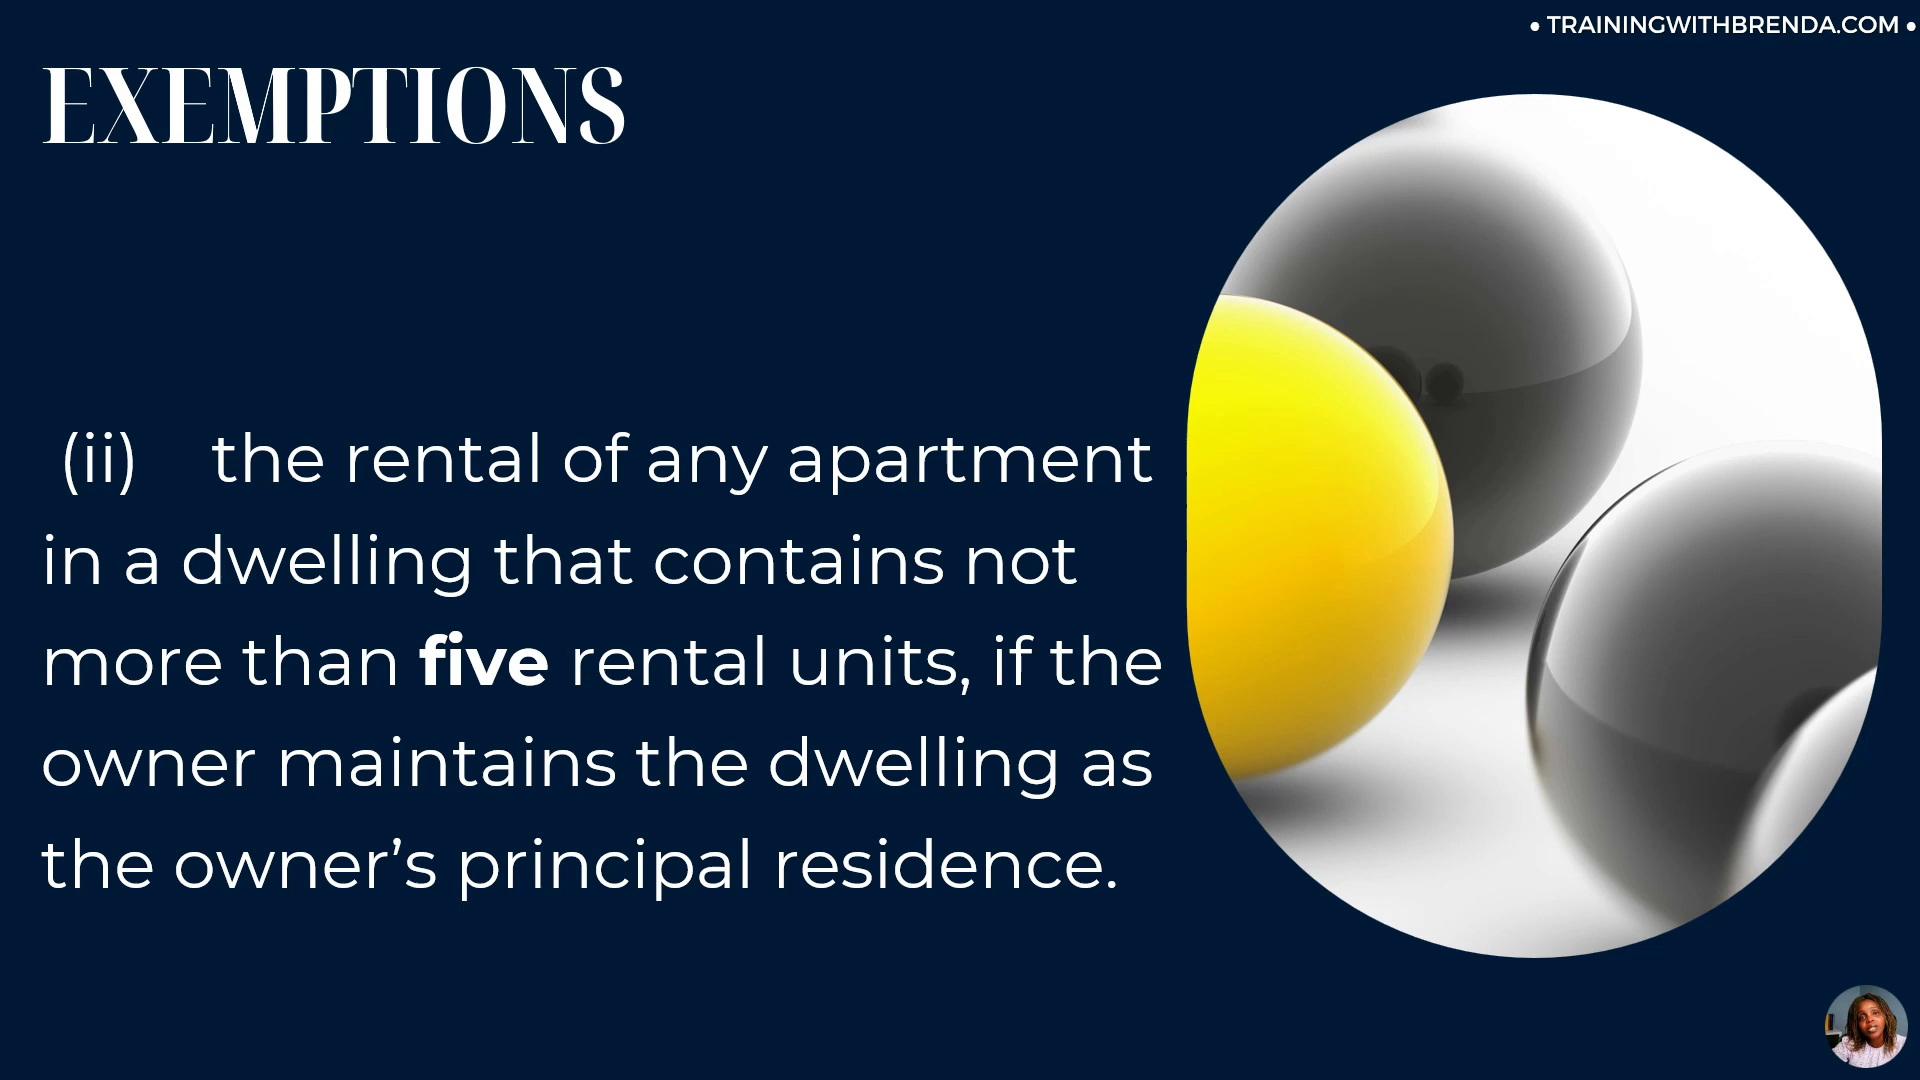 • TRAININGWITHBRENDA.COM •
EXEMPTIONS
(ii) the rental of any apartment
in a dwelling that contains not
more than five rental units, if the
owner maintains the dwelling as
the owner’s principal residence.